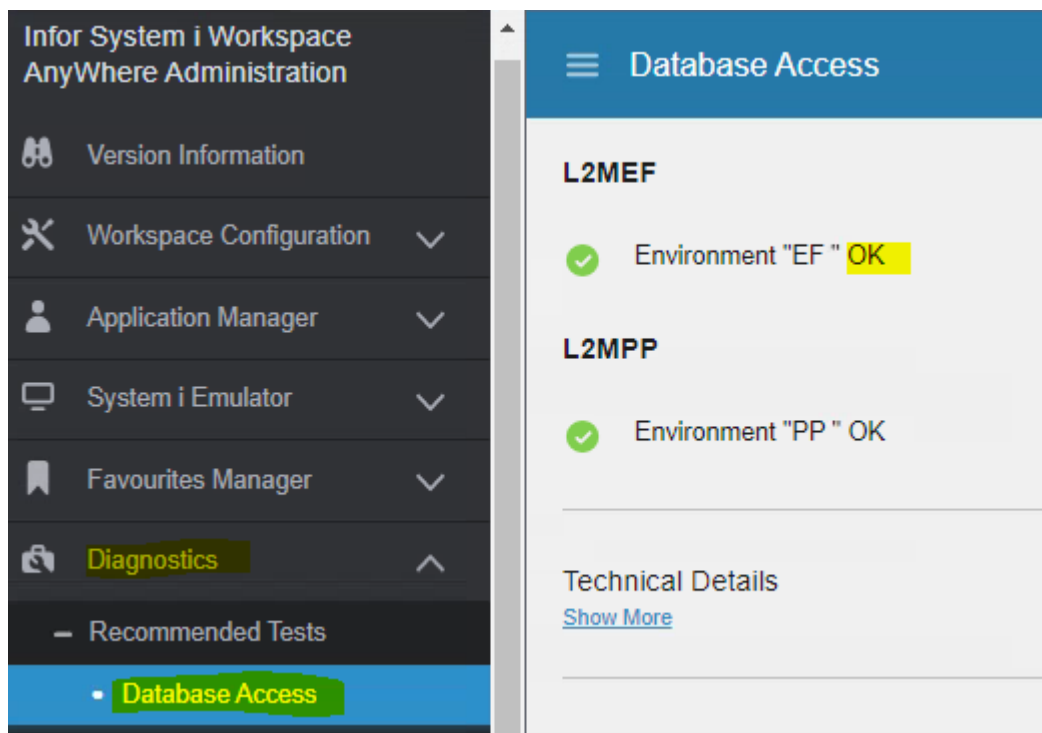 Infor System i Workspace
AnyWhere Administration
Version Information
Workspace Configuration
Application Manager
System i Emulator
Favourites Manager
Diagnostics
Recommended Tests
Database Access
Database Access
L2MEF
Environment "EF " OK
L2MPP
Environment "PP " OK
Technical Details
Show More